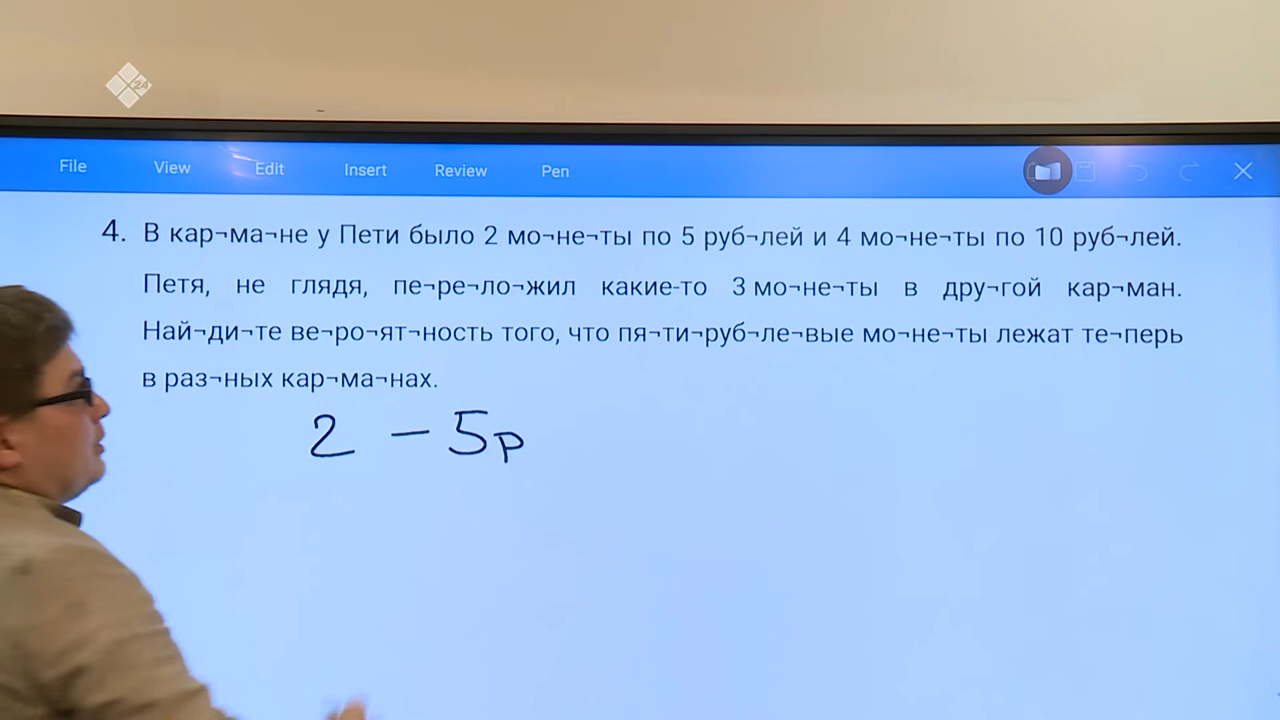 24
File View Edit Insert Review Pen
4. В кар¬ма¬не у Пети было 2 мо¬не¬ты по 5 руб¬лей и 4 мо¬не¬ты по 10 руб¬лей.
Петя, не глядя, пе¬ре¬ло¬жил какие-то 3 мо¬не¬ты в дру¬гой кар¬ман.
Най¬ди¬те ве¬ро¬ят¬ность того, что пя¬ти¬руб¬ле¬вые мо¬не¬ты лежат те¬перь
в раз¬ных кар¬ма¬нах.
2 – 5р